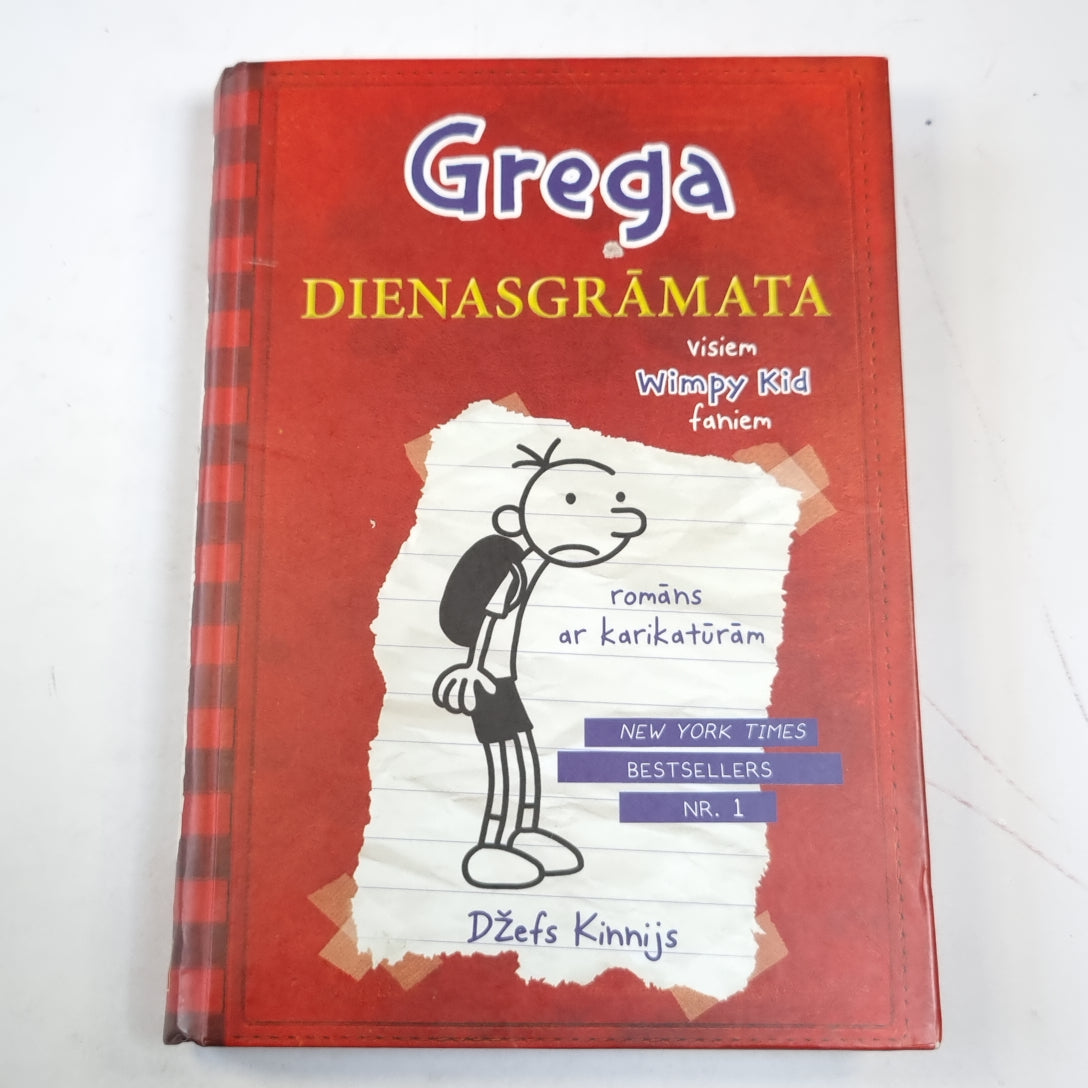 Grega
DIENASGRĀMATA
visiem
Wimpy Kid
faniem
romāns
ar karikatūrām
NEW YORK TIMES
BESTSELLERS
NR. 1
Džefs Kinnijs